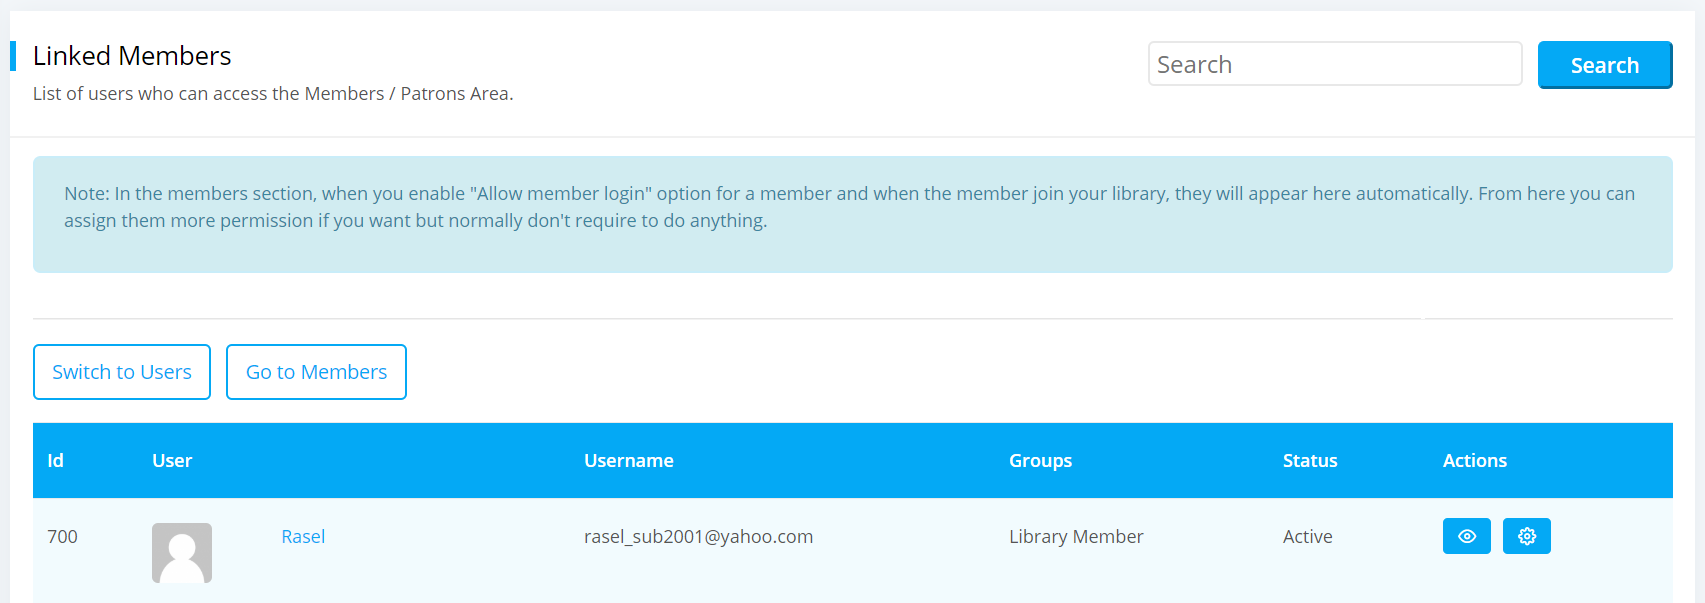 Linked Members
List of users who can access the Members / Patrons Area.
Search
Search
Note: In the members section, when you enable "Allow member login" option for a member and when the member join your library, they will appear here automatically. From here you can
assign them more permission if you want but normally don't require to do anything.
Switch to Users
Go to Members
Id User Username Groups Status Actions
700 Rasel rasel_sub2001@yahoo.com Library Member Active